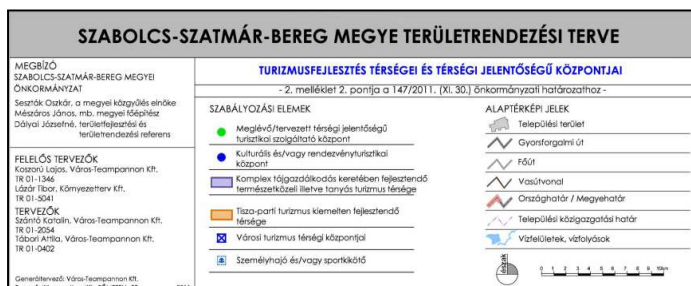 SZABOLCS-SZATMÁR-BEREG MEGYE TERÜLETRENDEZÉSI TERVE
MEGBÍZÓ
SZABOLCS-SZATMÁR-BEREG MEGYEI
ÖNKORMÁNYZAT
Seszták Oszkár, a megyei közgyűlés elnöke
Mészáros János, mb. megyei főépítész
Dályai Józsefné, területfejlesztési és
területrendezési referens
FELELŐS TERVEZŐK
Koszorú Lajos, Város-Teampannon Kft.
TR 01-1346
Lázár Tibor, Környezetterv Kft.
TR 01-5041
TERVEZŐK
Szántó Katalin, Város-Teampannon Kft.
TR 01-2054
Tábori Attila, Város-Teampannon Kft.
TR 01-0402
Generáltervező: Város-Teampannon Kft.
TURIZMUSFEJLESZTÉS TÉRSÉGEI ÉS TÉRSÉGI JELENTŐSÉGŰ KÖZPONTJAI
- 2. melléklet 2. pontja a 147/2011. (XI. 30.) önkormányzati határozathoz -
SZABÁLYOZÁSI ELEMEK
Meglévő/tervezett térségi jelentőségű
turisztikai szolgáltató központ
Kulturális és/vagy rendezvényturisztikai
központ
Komplex tájgazdálkodás keretében fejlesztendő
természetközeli illetve tanyás turizmus térsége
Tisza-parti turizmus kiemelten fejlesztendő
térsége
Városi turizmus térségi központjai
Személyhajó és/vagy sportkikötő
ALAPTÉRKÉPI JELEK
Települési terület
Gyorsforgalmi út
Főút
Vasútvonal
Országhatár / Megyehatár
Települési közigazgatási határ
Vízfelületek, vízfolyások
észak
0 1 2 3 4 5 6 7 8 9 10km